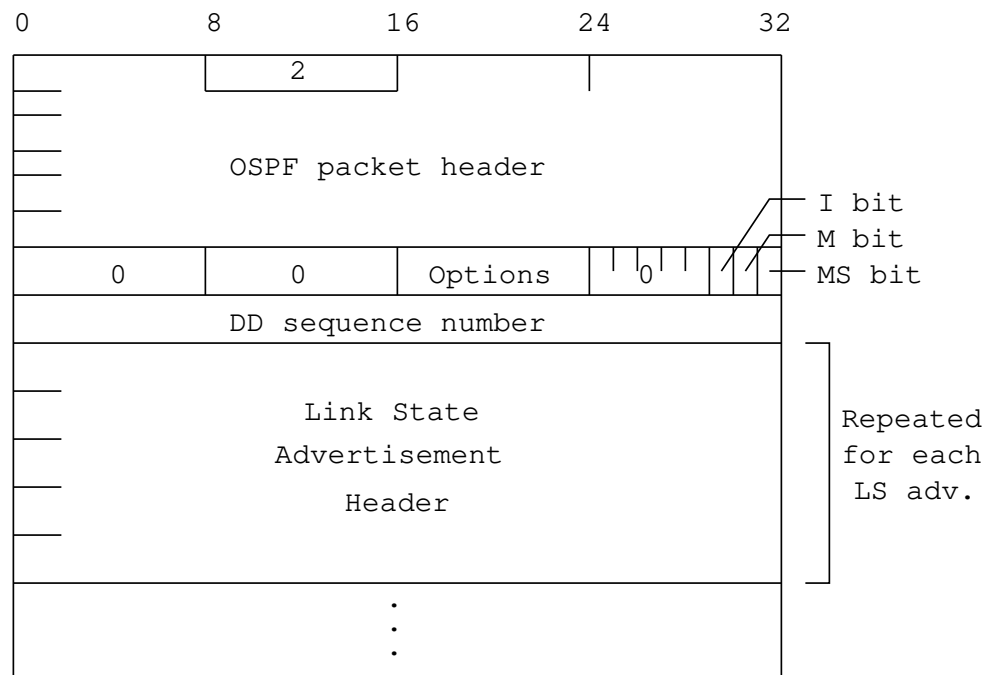 0 8 16 24 32
2
OSPF packet header
I bit
M bit
0 0 Options 0 MS bit
DD sequence number
Link State
Advertisement
Header
Repeated
for each
LS adv.